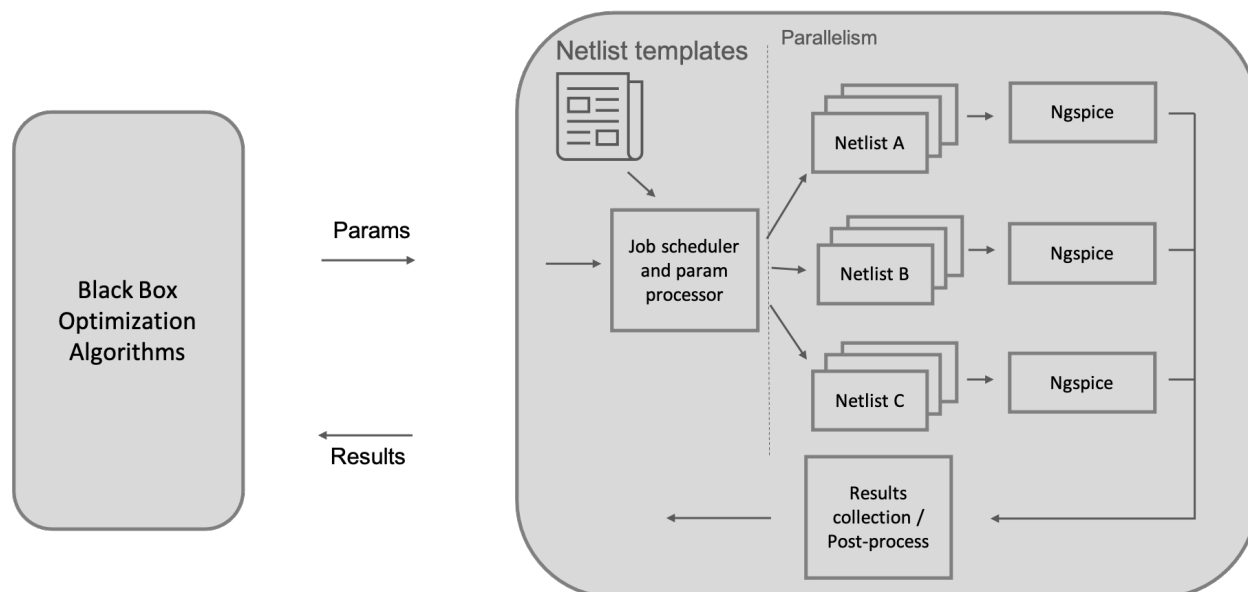 Netlist templates
Parallelism
Netlist A
Ngspice
Params
Job scheduler
and param
processor
Netlist B
Ngspice
Black Box
Optimization
Algorithms
Netlist C
Ngspice
Results
Results
collection /
Post-process